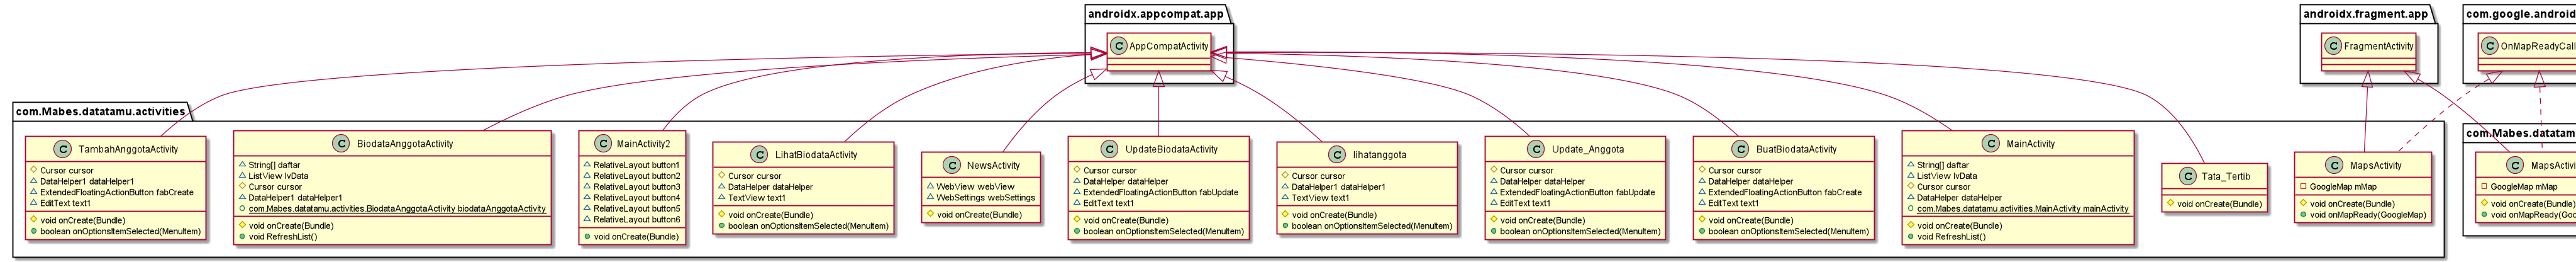 androidx.appcompat.app
C AppCompatActivity
androidx.fragment.app
C FragmentActivity
com.google.android
C OnMapReadyCall
com.Mabes.datatamu.activities
C TambahAnggotaActivity
Cursor cursor
DataHelper1 dataHelper1
ExtendedFloatingActionButton fabCreate
EditText text1
void onCreate(Bundle)
boolean onOptionsItemSelected(MenuItem)
C BiodataAnggotaActivity
String[] daftar
ListView lvData
Cursor cursor
DataHelper1 dataHelper1
com.Mabes.datatamu.activities.BiodataAnggotaActivity biodataAnggotaActivity
void onCreate(Bundle)
void RefreshList()
C MainActivity2
RelativeLayout button1
RelativeLayout button2
RelativeLayout button3
RelativeLayout button4
RelativeLayout button5
RelativeLayout button6
void onCreate(Bundle)
C LihatBiodataActivity
Cursor cursor
DataHelper dataHelper
TextView text1
void onCreate(Bundle)
boolean onOptionsItemSelected(MenuItem)
C NewsActivity
WebView webView
WebSettings webSettings
void onCreate(Bundle)
C UpdateBiodataActivity
Cursor cursor
DataHelper dataHelper
ExtendedFloatingActionButton fabUpdate
EditText text1
void onCreate(Bundle)
boolean onOptionsItemSelected(MenuItem)
C lihatanggota
Cursor cursor
DataHelper1 dataHelper1
TextView text1
void onCreate(Bundle)
boolean onOptionsItemSelected(MenuItem)
C Update_Anggota
Cursor cursor
DataHelper dataHelper
ExtendedFloatingActionButton fabUpdate
EditText text1
void onCreate(Bundle)
boolean onOptionsItemSelected(MenuItem)
C BuatBiodataActivity
Cursor cursor
DataHelper dataHelper
ExtendedFloatingActionButton fabCreate
EditText text1
void onCreate(Bundle)
boolean onOptionsItemSelected(MenuItem)
C MainActivity
String[] daftar
ListView lvData
Cursor cursor
DataHelper dataHelper
com.Mabes.datatamu.activities.MainActivity mainActivity
void onCreate(Bundle)
void RefreshList()
C Tata_Tertib
void onCreate(Bundle)
C MapsActivity
GoogleMap mMap
void onCreate(Bundle)
void onMapReady(GoogleMap)
com.Mabes.datatam
C MapsActivi
GoogleMap mMap
void onCreate(Bundle)
void onMapReady(Goo